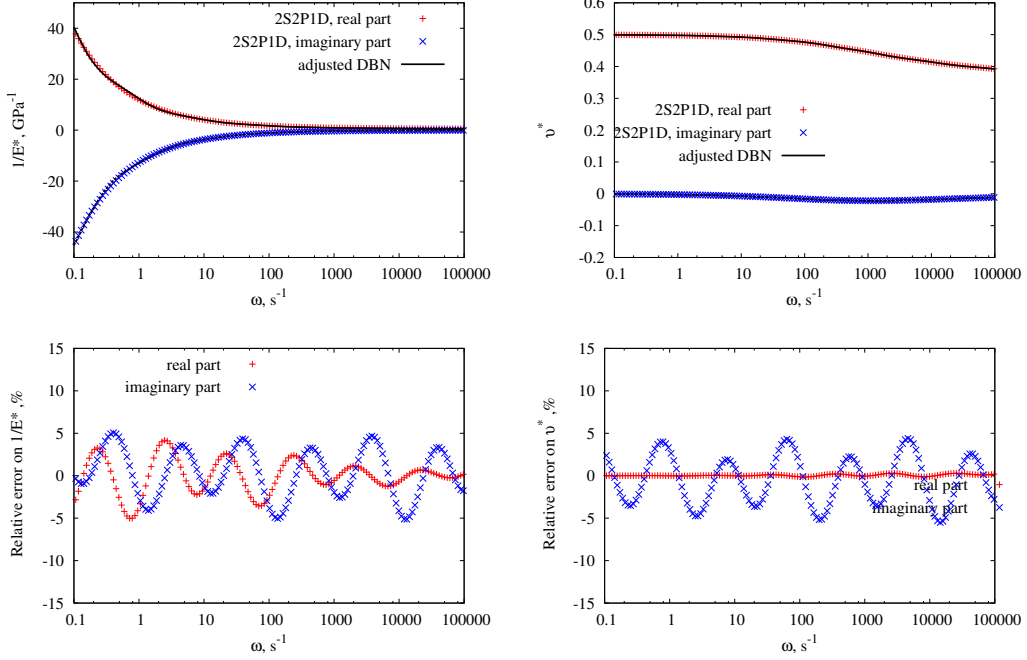 2S2P1D, real part
2S2P1D, imaginary part
adjusted DBN
1/E*, GPa⁻¹
40
20
0
-20
-40
0.1 1 10 100 1000 10000 100000
ω, s⁻¹
0.6
0.5
0.4
0.3
0.2
0.1
0
-0.1
-0.2
υ*
2S2P1D, real part
2S2P1D, imaginary part
adjusted DBN
0.1 1 10 100 1000 10000 100000
ω, s⁻¹
15
10
5
0
-5
-10
-15
Relative error on 1/E* ,%
real part
imaginary part
0.1 1 10 100 1000 10000 100000
ω, s⁻¹
15
10
5
0
-5
-10
-15
Relative error on υ* ,%
real part
imaginary part
0.1 1 10 100 1000 10000 100000
ω, s⁻¹